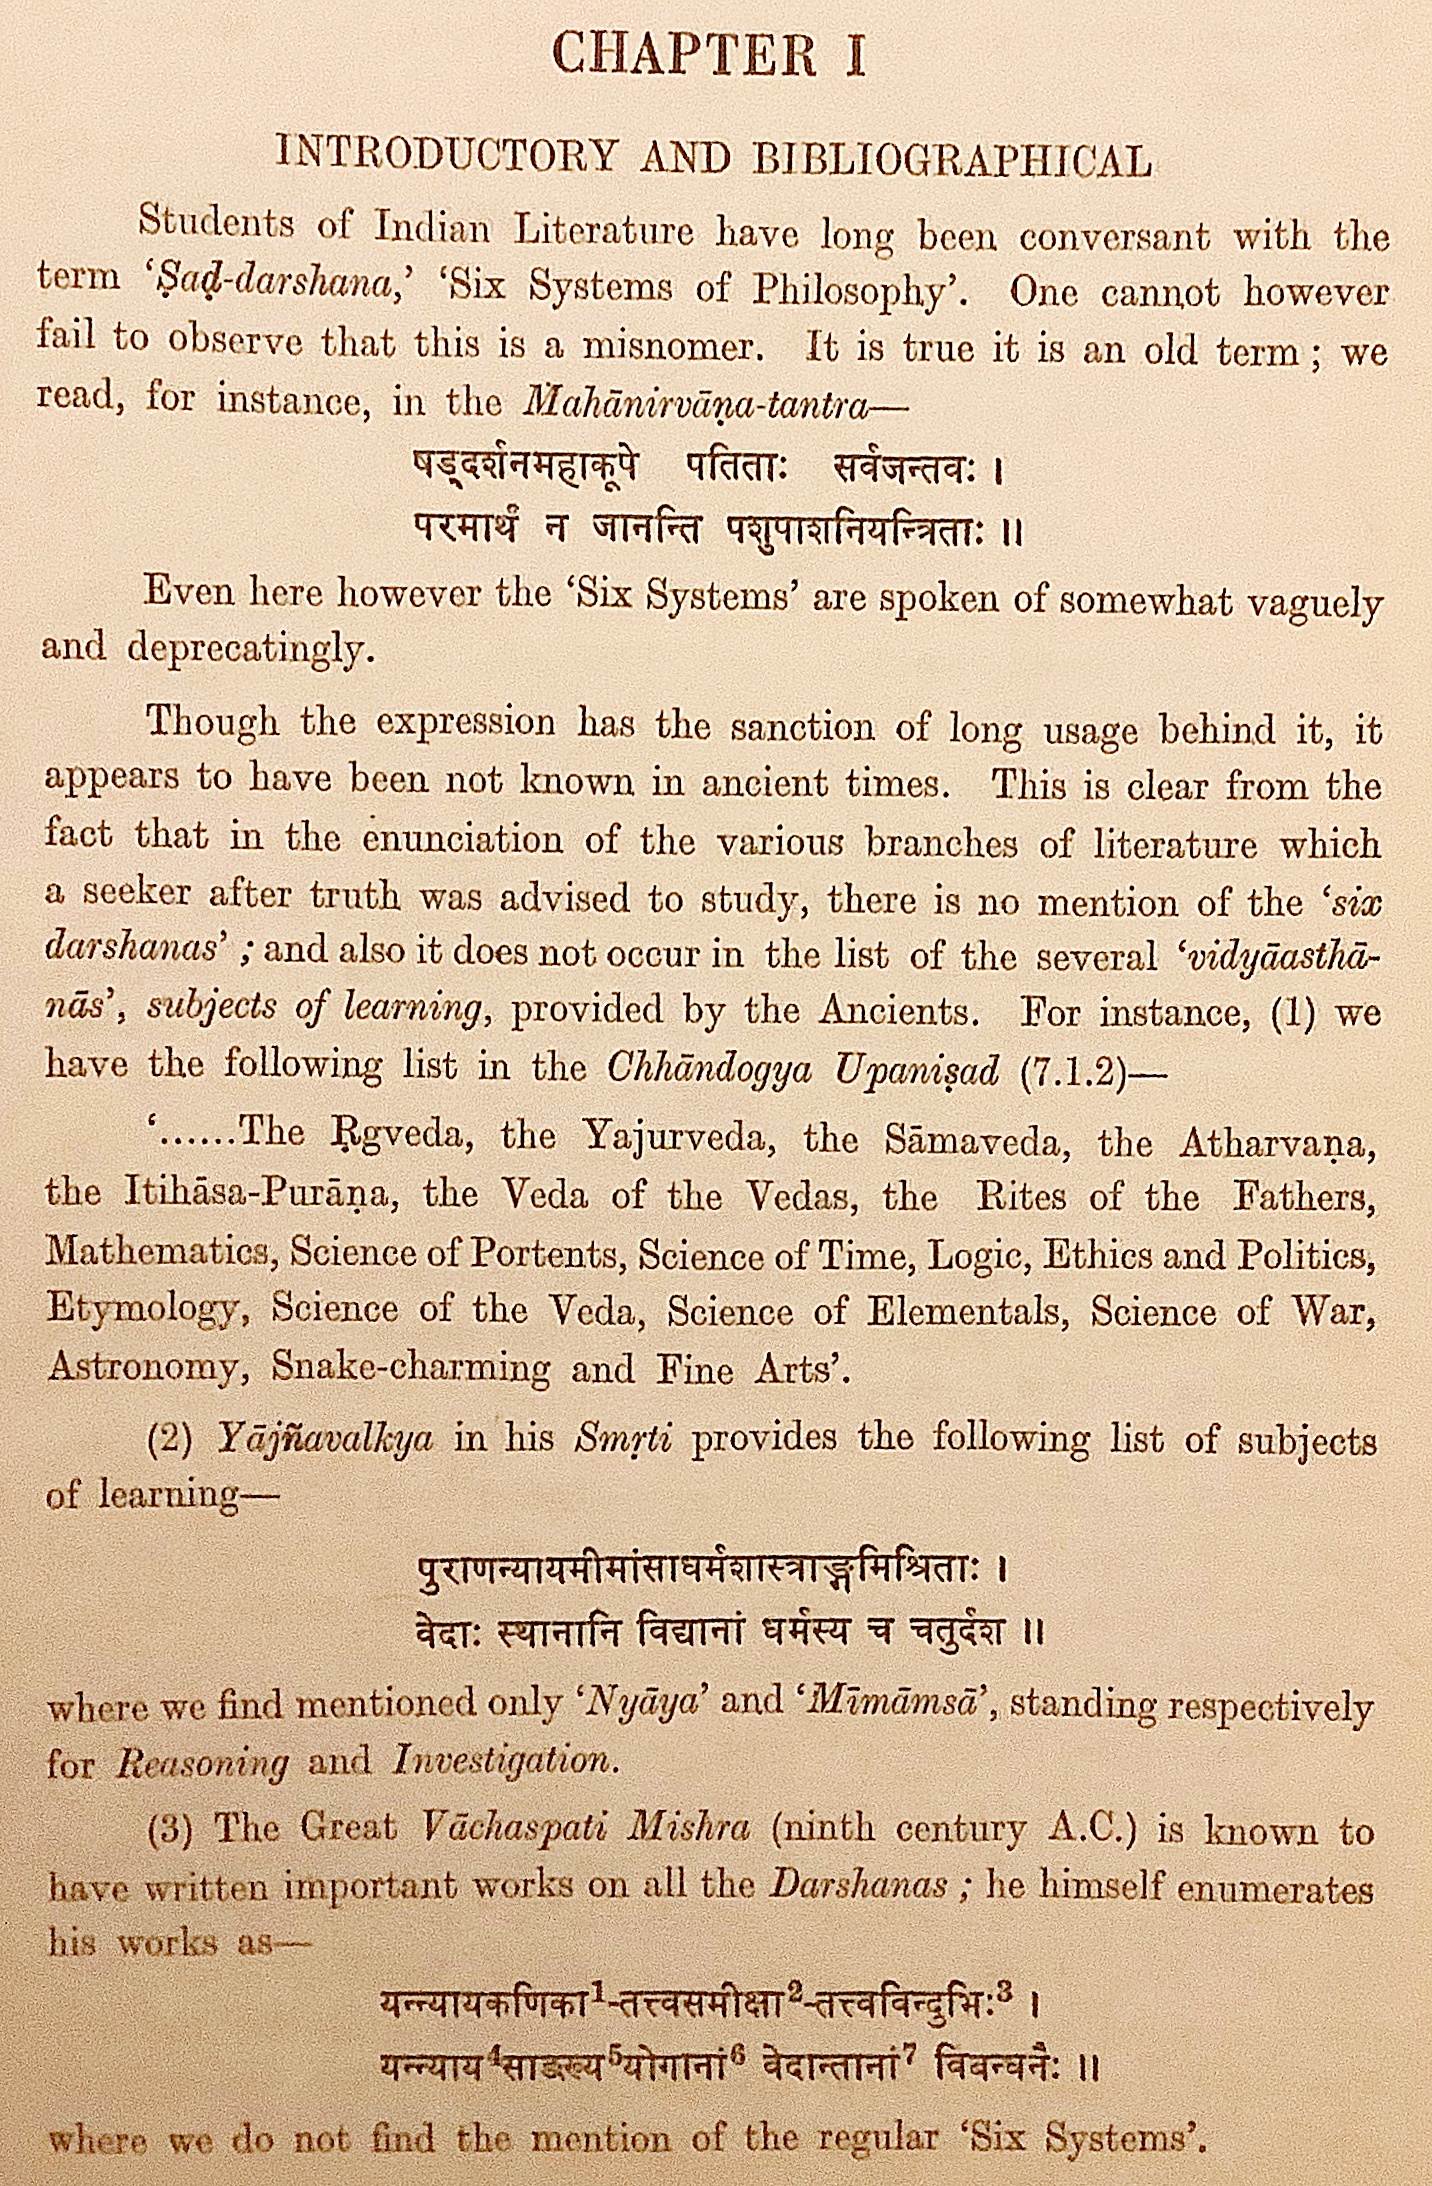 CHAPTER I
INTRODUCTORY AND BIBLIOGRAPHICAL
Students of Indian Literature have long been conversant with the
term ‘Ṣaḍ-darshana,’ ‘Six Systems of Philosophy’. One cannot however
fail to observe that this is a misnomer. It is true it is an old term ; we
read, for instance, in the Mahānirvāṇa-tantra—
षड्दर्शनमहाकूपे पतिताः सर्वजन्तवः ।
परमार्थं न जानन्ति पशुपाशनियन्त्रिताः ॥
Even here however the ‘Six Systems’ are spoken of somewhat vaguely
and deprecatingly.
Though the expression has the sanction of long usage behind it, it
appears to have been not known in ancient times. This is clear from the
fact that in the enunciation of the various branches of literature which
a seeker after truth was advised to study, there is no mention of the ‘six
darshanas’ ; and also it does not occur in the list of the several ‘vidyāasthā-
nās’, subjects of learning, provided by the Ancients. For instance, (1) we
have the following list in the Chhāndogya Upaniṣad (7.1.2)—
‘......The Ṛgveda, the Yajurveda, the Sāmaveda, the Atharvaṇa,
the Itihāsa-Purāṇa, the Veda of the Vedas, the Rites of the Fathers,
Mathematics, Science of Portents, Science of Time, Logic, Ethics and Politics,
Etymology, Science of the Veda, Science of Elementals, Science of War,
Astronomy, Snake-charming and Fine Arts’.
(2) Yājñavalkya in his Smṛti provides the following list of subjects
of learning—
पुराणन्यायमीमांसाधर्मशास्त्राङ्गमिश्रिताः ।
वेदाः स्थानानि विद्यानां धर्मस्य च चतुर्दश ॥
where we find mentioned only ‘Nyāya’ and ‘Mīmāmsā’, standing respectively
for Reasoning and Investigation.
(3) The Great Vāchaspati Mishra (ninth century A.C.) is known to
have written important works on all the Darshanas ; he himself enumerates
his works as—
यन्न्यायकणिका¹-तत्त्वसमीक्षा²-तत्त्वविन्दुभिः³ ।
यन्न्याय⁴साङख्य⁵योगानां⁶ वेदान्तानां⁷ विवन्धनैः ॥
where we do not find the mention of the regular ‘Six Systems’.